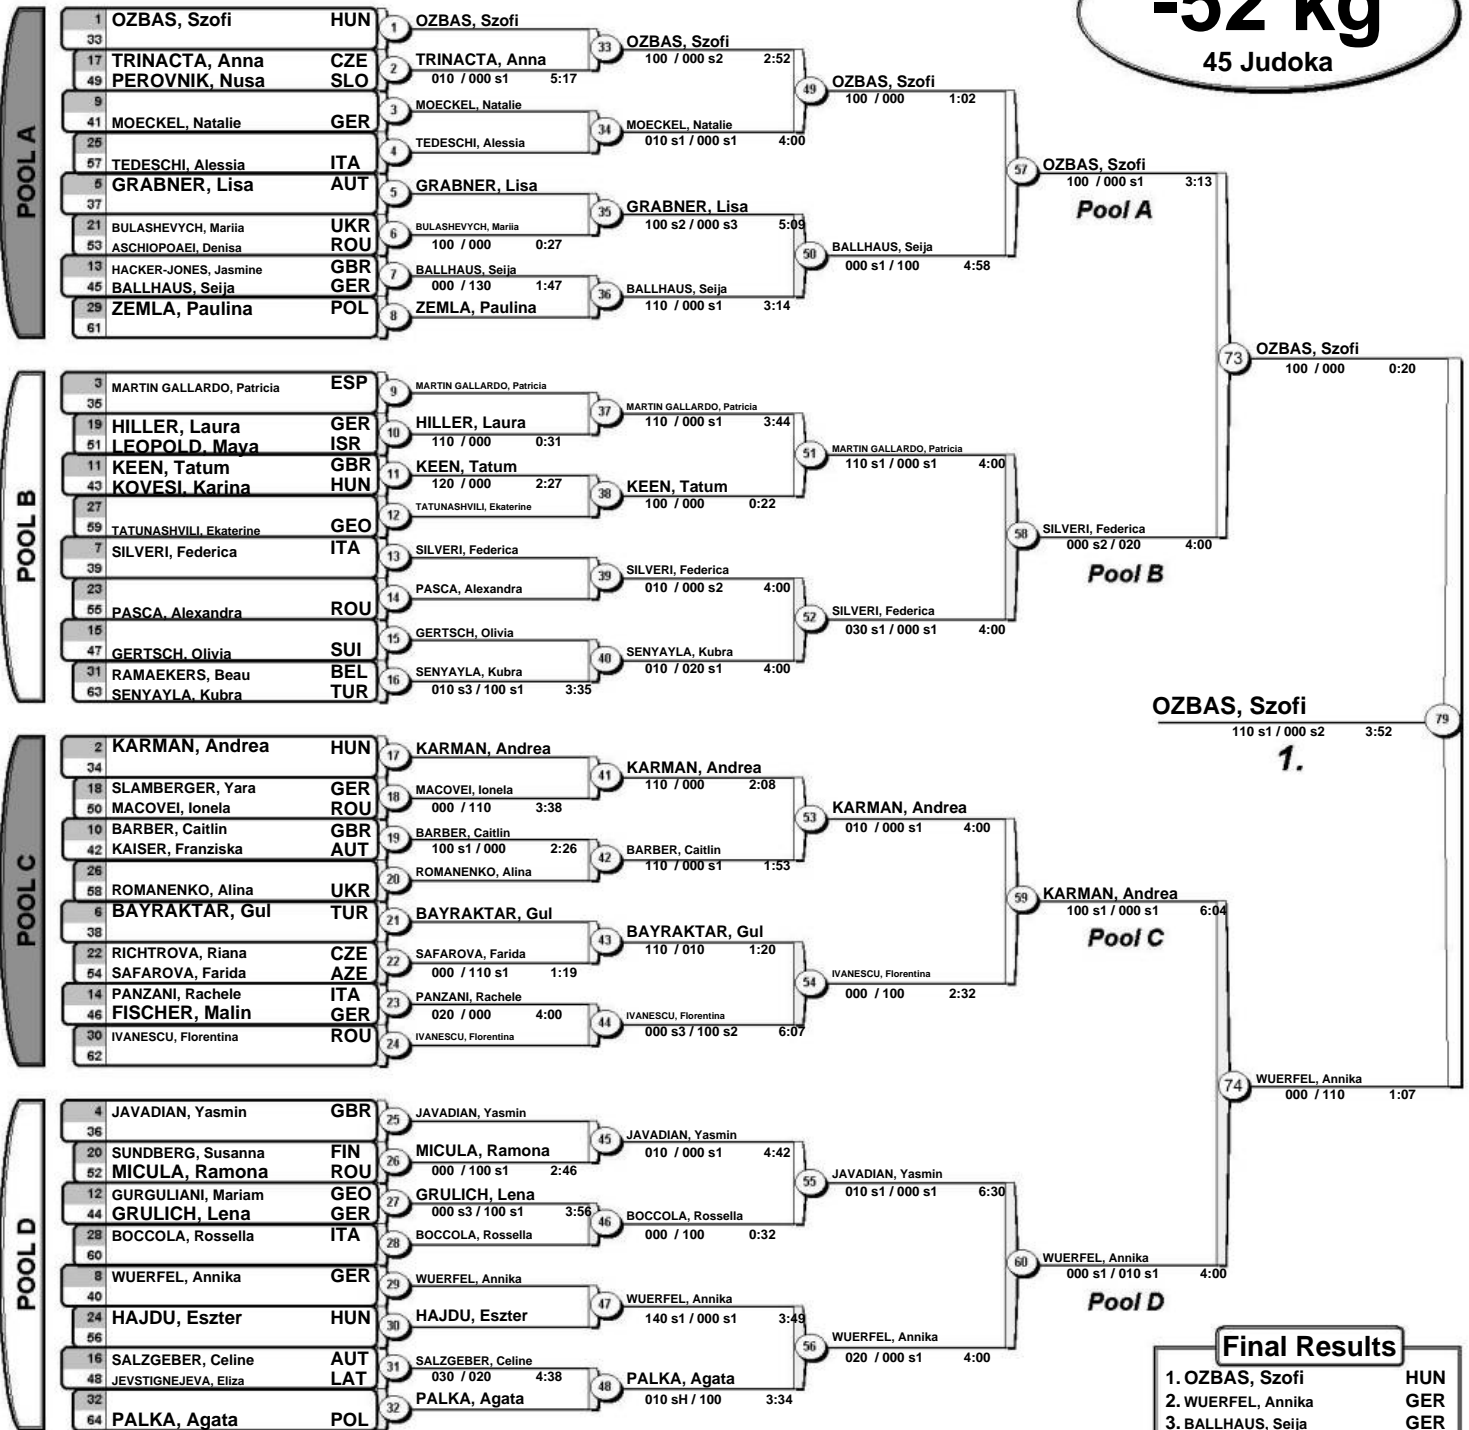 -52 kg
45 Judoka
POOL A
1 OZBAS, Szofi HUN
33
17 TRINACTA, Anna CZE
49 PEROVNIK, Nusa SLO
9
41 MOECKEL, Natalie GER
25
57 TEDESCHI, Alessia ITA
5 GRABNER, Lisa AUT
37
21 BULASHEVYCH, Mariia UKR
53 ASCHIOPOAEI, Denisa ROU
13 HACKER-JONES, Jasmine GBR
45 BALLHAUS, Seija GER
29 ZEMLA, Paulina POL
61
1 OZBAS, Szofi
2 TRINACTA, Anna
010 / 000 s1 5:17
3 MOECKEL, Natalie
4 TEDESCHI, Alessia
5 GRABNER, Lisa
6 BULASHEVYCH, Mariia
100 / 000 0:27
7 BALLHAUS, Seija
000 / 130 1:47
8 ZEMLA, Paulina
33 OZBAS, Szofi
100 / 000 s2 2:52
34 MOECKEL, Natalie
010 s1 / 000 s1 4:00
35 GRABNER, Lisa
100 s2 / 000 s3 5:09
36 BALLHAUS, Seija
110 / 000 s1 3:14
49 OZBAS, Szofi
100 / 000 1:02
50 BALLHAUS, Seija
000 s1 / 100 4:58
57 OZBAS, Szofi
100 / 000 s1 3:13
Pool A
POOL B
3 MARTIN GALLARDO, Patricia ESP
35
19 HILLER, Laura GER
51 LEOPOLD, Maya ISR
11 KEEN, Tatum GBR
43 KOVESI, Karina HUN
27
59 TATUNASHVILI, Ekaterine GEO
7 SILVERI, Federica ITA
39
23
55 PASCA, Alexandra ROU
15
47 GERTSCH, Olivia SUI
31 RAMAEKERS, Beau BEL
63 SENYAYLA, Kubra TUR
9 MARTIN GALLARDO, Patricia
10 HILLER, Laura
110 / 000 0:31
11 KEEN, Tatum
120 / 000 2:27
12 TATUNASHVILI, Ekaterine
13 SILVERI, Federica
14 PASCA, Alexandra
15 GERTSCH, Olivia
16 SENYAYLA, Kubra
010 s3 / 100 s1 3:35
37 MARTIN GALLARDO, Patricia
110 / 000 s1 3:44
38 KEEN, Tatum
100 / 000 0:22
39 SILVERI, Federica
010 / 000 s2 4:00
40 SENYAYLA, Kubra
010 / 020 s1 4:00
51 MARTIN GALLARDO, Patricia
110 s1 / 000 s1 4:00
52 SILVERI, Federica
030 s1 / 000 s1 4:00
58 SILVERI, Federica
000 s2 / 020 4:00
Pool B
73 OZBAS, Szofi
100 / 000 0:20
OZBAS, Szofi 79
110 s1 / 000 s2 3:52
1.
POOL C
2 KARMAN, Andrea HUN
34
18 SLAMBERGER, Yara GER
50 MACOVEI, Ionela ROU
10 BARBER, Caitlin GBR
42 KAISER, Franziska AUT
26
58 ROMANENKO, Alina UKR
6 BAYRAKTAR, Gul TUR
38
22 RICHTROVA, Riana CZE
54 SAFAROVA, Farida AZE
14 PANZANI, Rachele ITA
46 FISCHER, Malin GER
30 IVANESCU, Florentina ROU
62
17 KARMAN, Andrea
18 MACOVEI, Ionela
000 / 110 3:38
19 BARBER, Caitlin
100 s1 / 000 2:26
20 ROMANENKO, Alina
21 BAYRAKTAR, Gul
22 SAFAROVA, Farida
000 / 110 s1 1:19
23 PANZANI, Rachele
020 / 000 4:00
24 IVANESCU, Florentina
41 KARMAN, Andrea
110 / 000 2:08
42 BARBER, Caitlin
110 / 000 s1 1:53
43 BAYRAKTAR, Gul
110 / 010 1:20
44 IVANESCU, Florentina
000 s3 / 100 s2 6:07
53 KARMAN, Andrea
010 / 000 s1 4:00
54 IVANESCU, Florentina
000 / 100 2:32
59 KARMAN, Andrea
100 s1 / 000 s1 6:04
Pool C
74 WUERFEL, Annika
000 / 110 1:07
POOL D
4 JAVADIAN, Yasmin GBR
36
20 SUNDBERG, Susanna FIN
52 MICULA, Ramona ROU
12 GURGULIANI, Mariam GEO
44 GRULICH, Lena GER
28 BOCCOLA, Rossella ITA
60
8 WUERFEL, Annika GER
40
24 HAJDU, Eszter HUN
56
16 SALZGEBER, Celine AUT
48 JEVSTIGNEJEVA, Eliza LAT
32
64 PALKA, Agata POL
25 JAVADIAN, Yasmin
26 MICULA, Ramona
000 / 100 s1 2:46
27 GRULICH, Lena
000 s3 / 100 s1 3:56
28 BOCCOLA, Rossella
29 WUERFEL, Annika
30 HAJDU, Eszter
31 SALZGEBER, Celine
030 / 020 4:38
32 PALKA, Agata
45 JAVADIAN, Yasmin
010 / 000 s1 4:42
46 BOCCOLA, Rossella
000 / 100 0:32
47 WUERFEL, Annika
140 s1 / 000 s1 3:49
48 PALKA, Agata
010 sH / 100 3:34
55 JAVADIAN, Yasmin
010 s1 / 000 s1 6:30
56 WUERFEL, Annika
020 / 000 s1 4:00
60 WUERFEL, Annika
000 s1 / 010 s1 4:00
Pool D
Final Results
1. OZBAS, Szofi HUN
2. WUERFEL, Annika GER
3. BALLHAUS, Seija GER